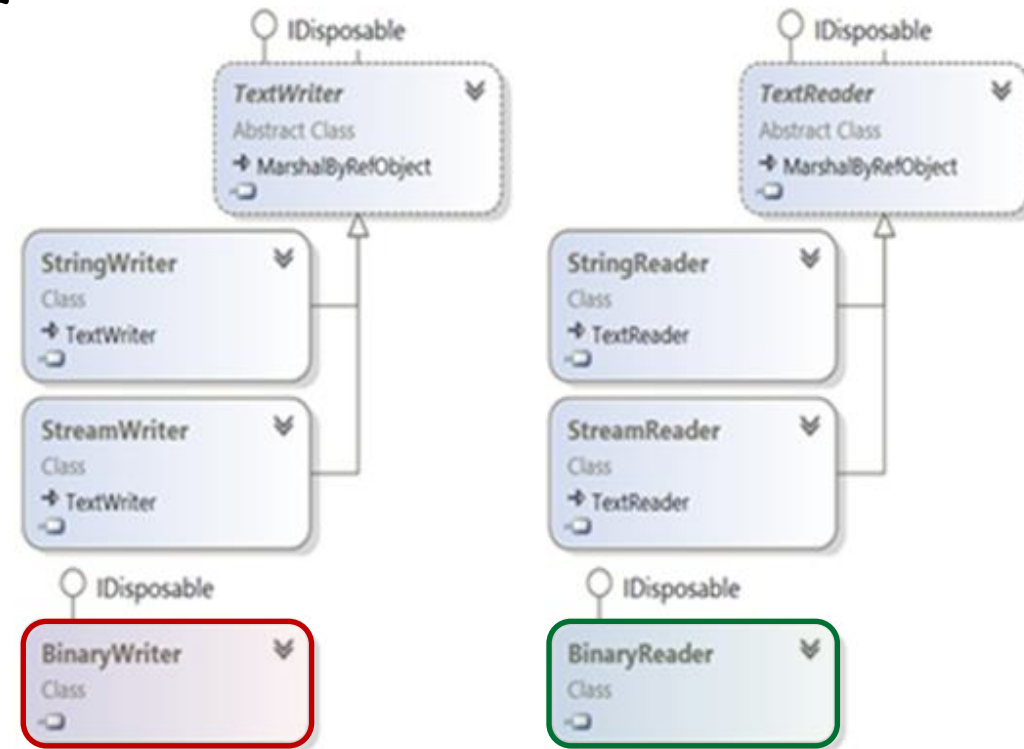 IDisposable
TextWriter
Abstract Class
MarshalByRefObject
StringWriter
Class
TextWriter
StreamWriter
Class
TextWriter
IDisposable
BinaryWriter
Class
IDisposable
TextReader
Abstract Class
MarshalByRefObject
StringReader
Class
TextReader
StreamReader
Class
TextReader
IDisposable
BinaryReader
Class